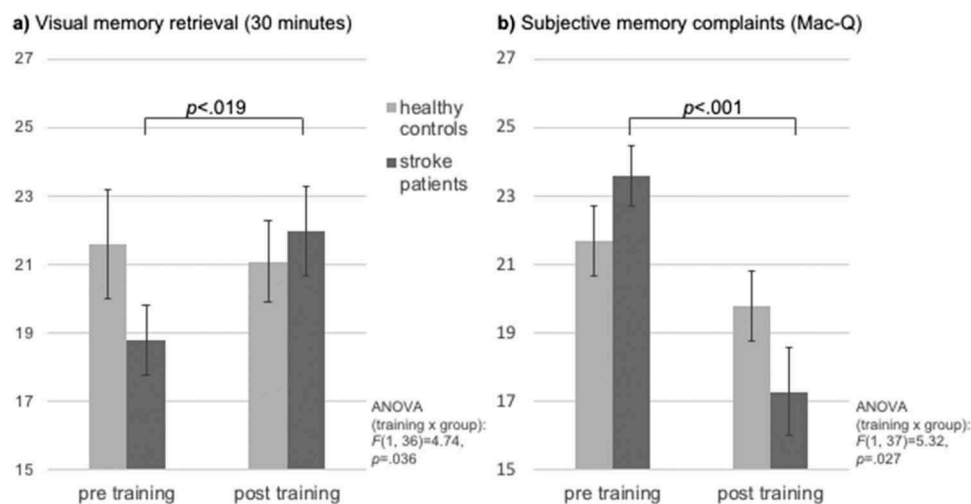 a) Visual memory retrieval (30 minutes)
27
25
23
21
19
17
15
p<.019
pre training
post training
healthy
controls
stroke
patients
ANOVA
(training x group):
F(1, 36)=4.74,
p=.036
b) Subjective memory complaints (Mac-Q)
27
25
23
21
19
17
15
p<.001
pre training
post training
ANOVA
(training x group):
F(1, 37)=5.32,
p=.027